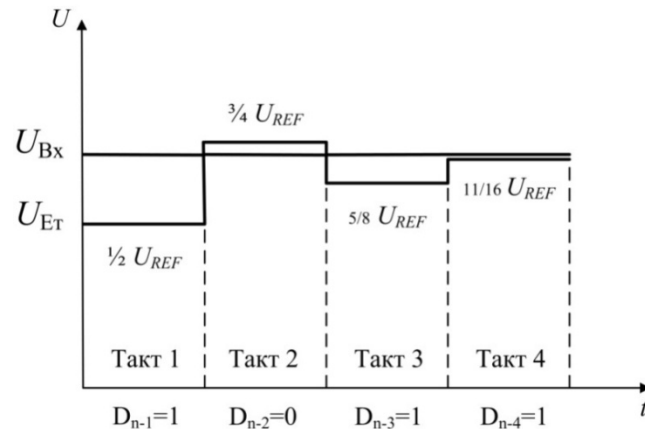 U
¾ U_REF
U_Вх
11/16 U_REF
U_Ет
5/8 U_REF
½ U_REF
Такт 1 Такт 2 Такт 3 Такт 4
t
D_n-1=1 D_n-2=0 D_n-3=1 D_n-4=1